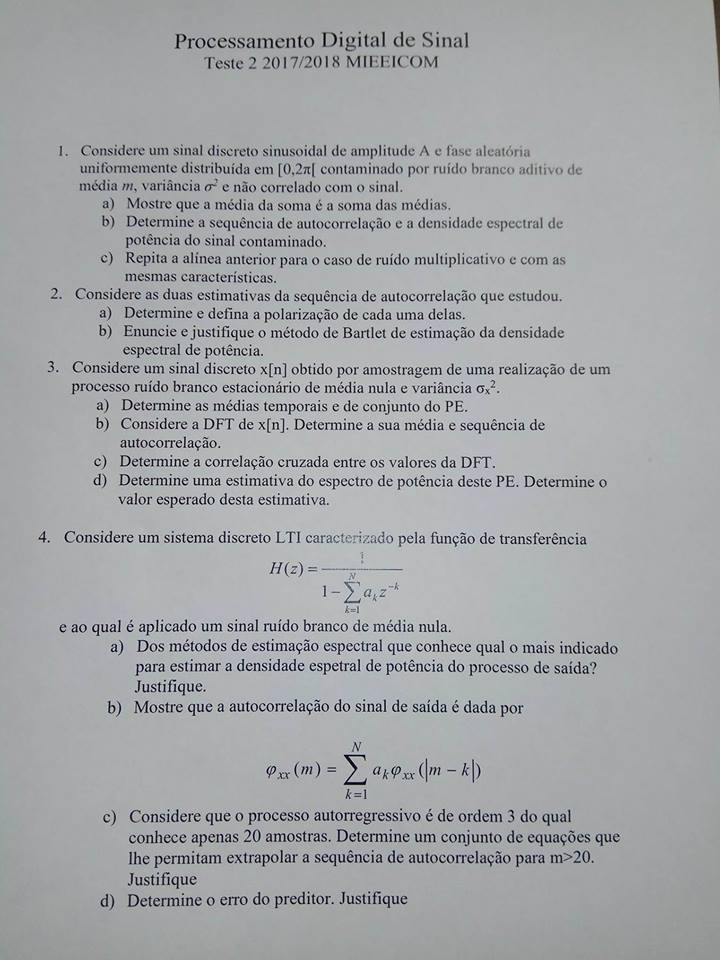 Processamento Digital de Sinal
Teste 2 2017/2018 MIEEICOM
1. Considere um sinal discreto sinusoidal de amplitude A e fase aleatória
uniformemente distribuída em [0,2π[ contaminado por ruído branco aditivo de
média m, variância σ² e não correlado com o sinal.
a) Mostre que a média da soma é a soma das médias.
b) Determine a sequência de autocorrelação e a densidade espectral de
potência do sinal contaminado.
c) Repita a alínea anterior para o caso de ruído multiplicativo e com as
mesmas características.
2. Considere as duas estimativas da sequência de autocorrelação que estudou.
a) Determine e defina a polarização de cada uma delas.
b) Enuncie e justifique o método de Bartlet de estimação da densidade
espectral de potência.
3. Considere um sinal discreto x[n] obtido por amostragem de uma realização de um
processo ruído branco estacionário de média nula e variância σₓ².
a) Determine as médias temporais e de conjunto do PE.
b) Considere a DFT de x[n]. Determine a sua média e sequência de
autocorrelação.
c) Determine a correlação cruzada entre os valores da DFT.
d) Determine uma estimativa do espectro de potência deste PE. Determine o
valor esperado desta estimativa.
4. Considere um sistema discreto LTI caracterizado pela função de transferência
H(z) = 1 / (1 − ∑_{k=1}^{N} a_k z^{−k})
e ao qual é aplicado um sinal ruído branco de média nula.
a) Dos métodos de estimação espectral que conhece qual o mais indicado
para estimar a densidade espetral de potência do processo de saída?
Justifique.
b) Mostre que a autocorrelação do sinal de saída é dada por
φ_{xx}(m) = ∑_{k=1}^{N} a_k φ_{xx}(|m − k|)
c) Considere que o processo autorregressivo é de ordem 3 do qual
conhece apenas 20 amostras. Determine um conjunto de equações que
lhe permitam extrapolar a sequência de autocorrelação para m>20.
Justifique
d) Determine o erro do preditor. Justifique